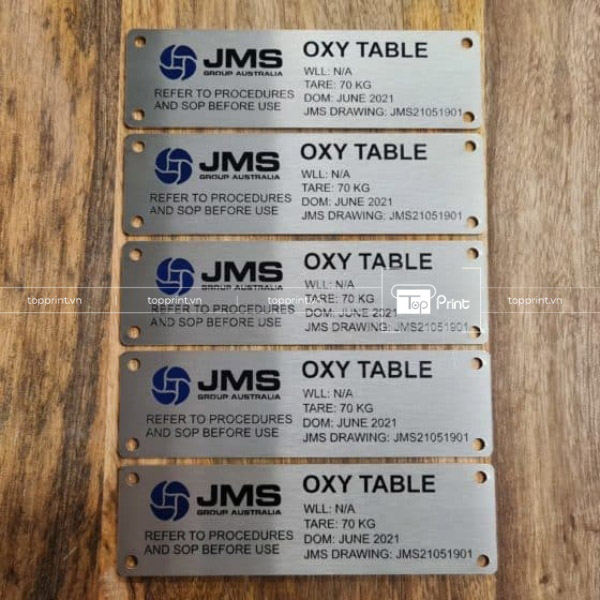 JMS
GROUP AUSTRALIA
REFER TO PROCEDURES
AND SOP BEFORE USE
OXY TABLE
WLL: N/A
TARE: 70 KG
DOM: JUNE 2021
JMS DRAWING: JMS21051901
JMS
GROUP AUSTRALIA
REFER TO PROCEDURES
AND SOP BEFORE USE
OXY TABLE
WLL: N/A
TARE: 70 KG
DOM: JUNE 2021
JMS DRAWING: JMS21051901
JMS
GROUP AUSTRALIA
REFER TO PROCEDURES
AND SOP BEFORE USE
OXY TABLE
WLL: N/A
TARE: 70 KG
DOM: JUNE 2021
JMS DRAWING: JMS21051901
topprint.vn
topprint.vn
topprint.vn
Top Print
topprint.vn
JMS
GROUP AUSTRALIA
REFER TO PROCEDURES
AND SOP BEFORE USE
OXY TABLE
WLL: N/A
TARE: 70 KG
DOM: JUNE 2021
JMS DRAWING: JMS21051901
JMS
GROUP AUSTRALIA
REFER TO PROCEDURES
AND SOP BEFORE USE
OXY TABLE
WLL: N/A
TARE: 70 KG
DOM: JUNE 2021
JMS DRAWING: JMS21051901